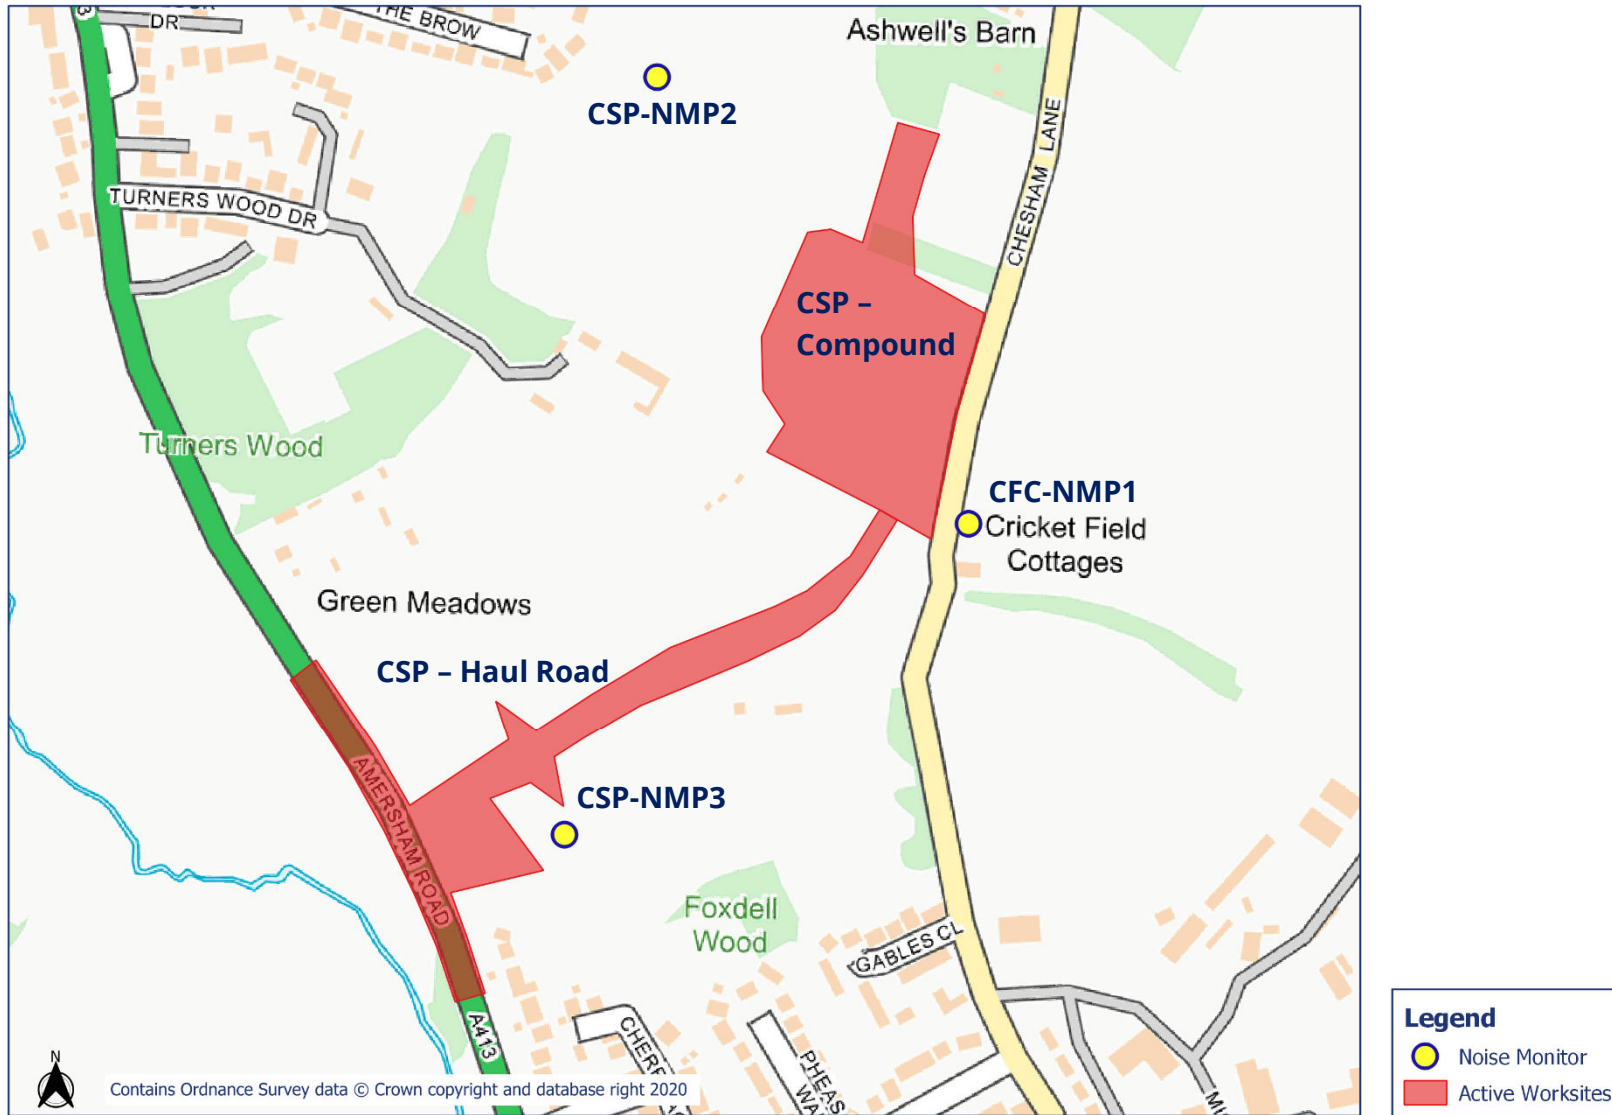 DR
THE BROW
Ashwell's Barn
CSP-NMP2
CHESHAM LANE
TURNERS WOOD DR
CSP –
Compound
Turners Wood
CFC-NMP1
Cricket Field
Cottages
Green Meadows
CSP – Haul Road
AMERSHAM ROAD
CSP-NMP3
Foxdell
Wood
GABLES CL
A413
N
Contains Ordnance Survey data © Crown copyright and database right 2020
Legend
Noise Monitor
Active Worksites